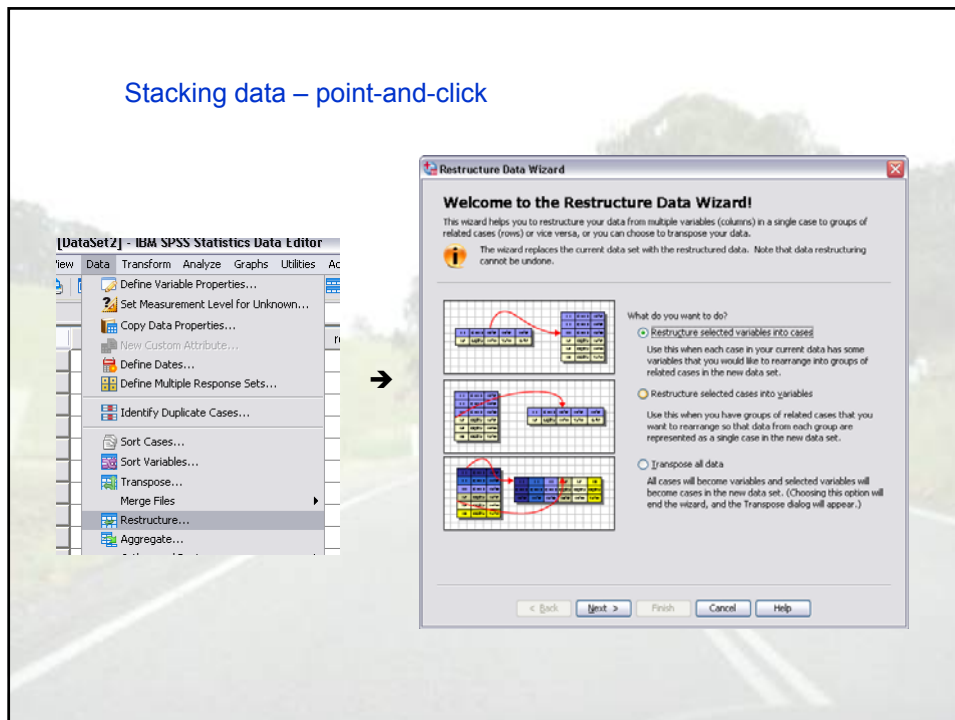 Stacking data – point-and-click
[DataSet2] - IBM SPSS Statistics Data Editor
View Data Transform Analyze Graphs Utilities
Define Variable Properties...
Set Measurement Level for Unknown...
Copy Data Properties...
New Custom Attribute...
Define Dates...
Define Multiple Response Sets...
Identify Duplicate Cases...
Sort Cases...
Sort Variables...
Transpose...
Merge Files
Restructure...
Aggregate...
➔
Restructure Data Wizard
Welcome to the Restructure Data Wizard!
This wizard helps you to restructure your data from multiple variables (columns) in a single case to groups of
related cases (rows) or vice versa, or you can choose to transpose your data.
The wizard replaces the current data set with the restructured data. Note that data restructuring
cannot be undone.
What do you want to do?
Restructure selected variables into cases
Use this when each case in your current data has some
variables that you would like to rearrange into groups of
related cases in the new data set.
Restructure selected cases into variables
Use this when you have groups of related cases that you
want to rearrange so that data from each group are
represented as a single case in the new data set.
Transpose all data
All cases will become variables and selected variables will
become cases in the new data set. (Choosing this option will
end the wizard, and the Transpose dialog will appear.)
< Back Next > Finish Cancel Help